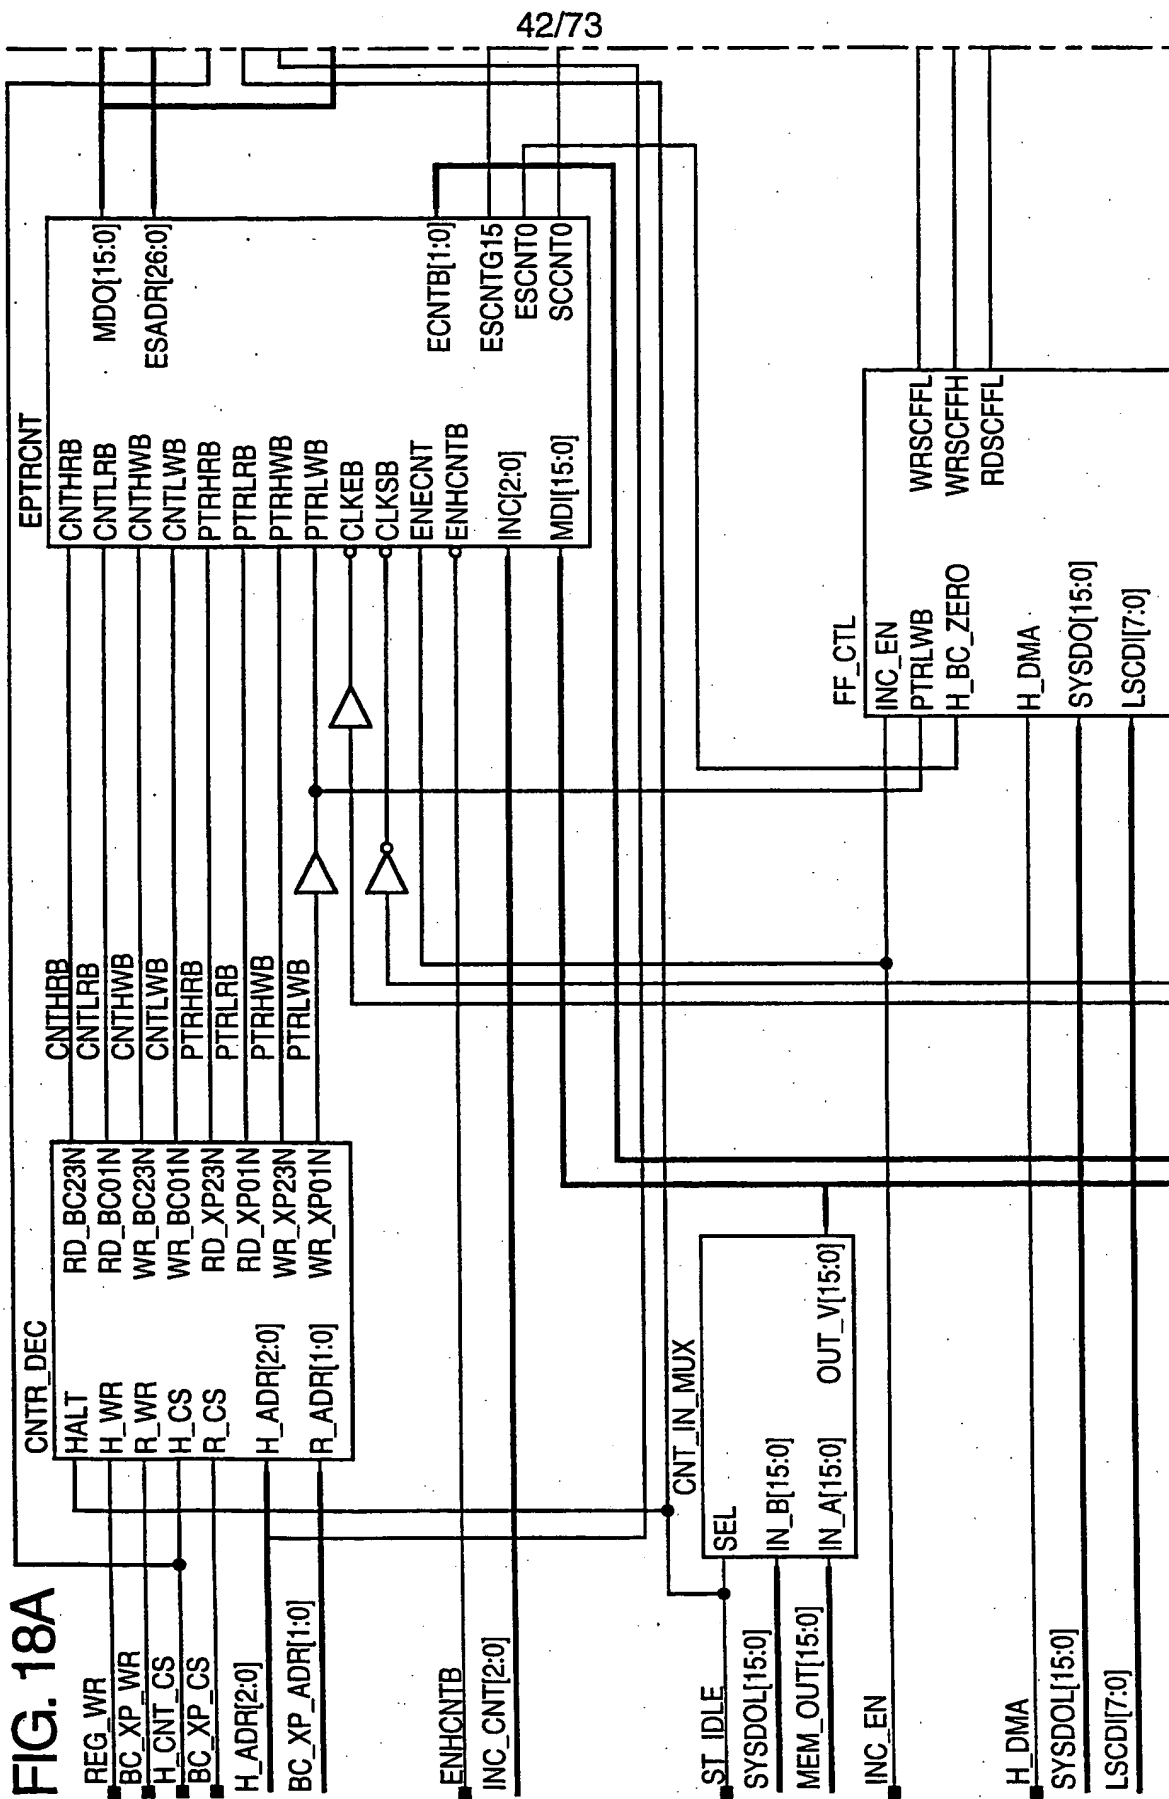 42/73
FIG. 18A
REG_WR
BC_XP_WR
H_CNT_CS
BC_XP_CS
H_ADR[2:0]
BC_XP_ADR[1:0]
ENHCNTB
INC_CNT[2:0]
ST_IDLE
SYSDOL[15:0]
MEM_OUT[15:0]
INC_EN
H_DMA
SYSDOL[15:0]
LSCDI[7:0]
CNTR_DEC
HALT
H_WR
R_WR
H_CS
R_CS
H_ADR[2:0]
R_ADR[1:0]
RD_BC23N
RD_BC01N
WR_BC23N
WR_BC01N
RD_XP23N
RD_XP01N
WR_XP23N
WR_XP01N
CNTHRB
CNTLRB
CNTHWB
CNTLWB
PTRHRB
PTRLRB
PTRHWB
PTRLWB
CNT_IN_MUX
SEL
IN_B[15:0]
IN_A[15:0]
OUT_V[15:0]
EPTRCNT
CNTHRB
CNTLRB
CNTHWB
CNTLWB
PTRHRB
PTRLRB
PTRHWB
PTRLWB
CLKEB
CLKSB
ENECNT
ENHCNTB
INC[2:0]
MDI[15:0]
MDO[15:0]
ESADR[26:0]
ECNTB[1:0]
ESCNTG15
ESCNT0
SCCNT0
FF_CTL
INC_EN
PTRLWB
H_BC_ZERO
H_DMA
SYSDO[15:0]
LSCDI[7:0]
WRSCFFL
WRSCFFH
RDSCFFL